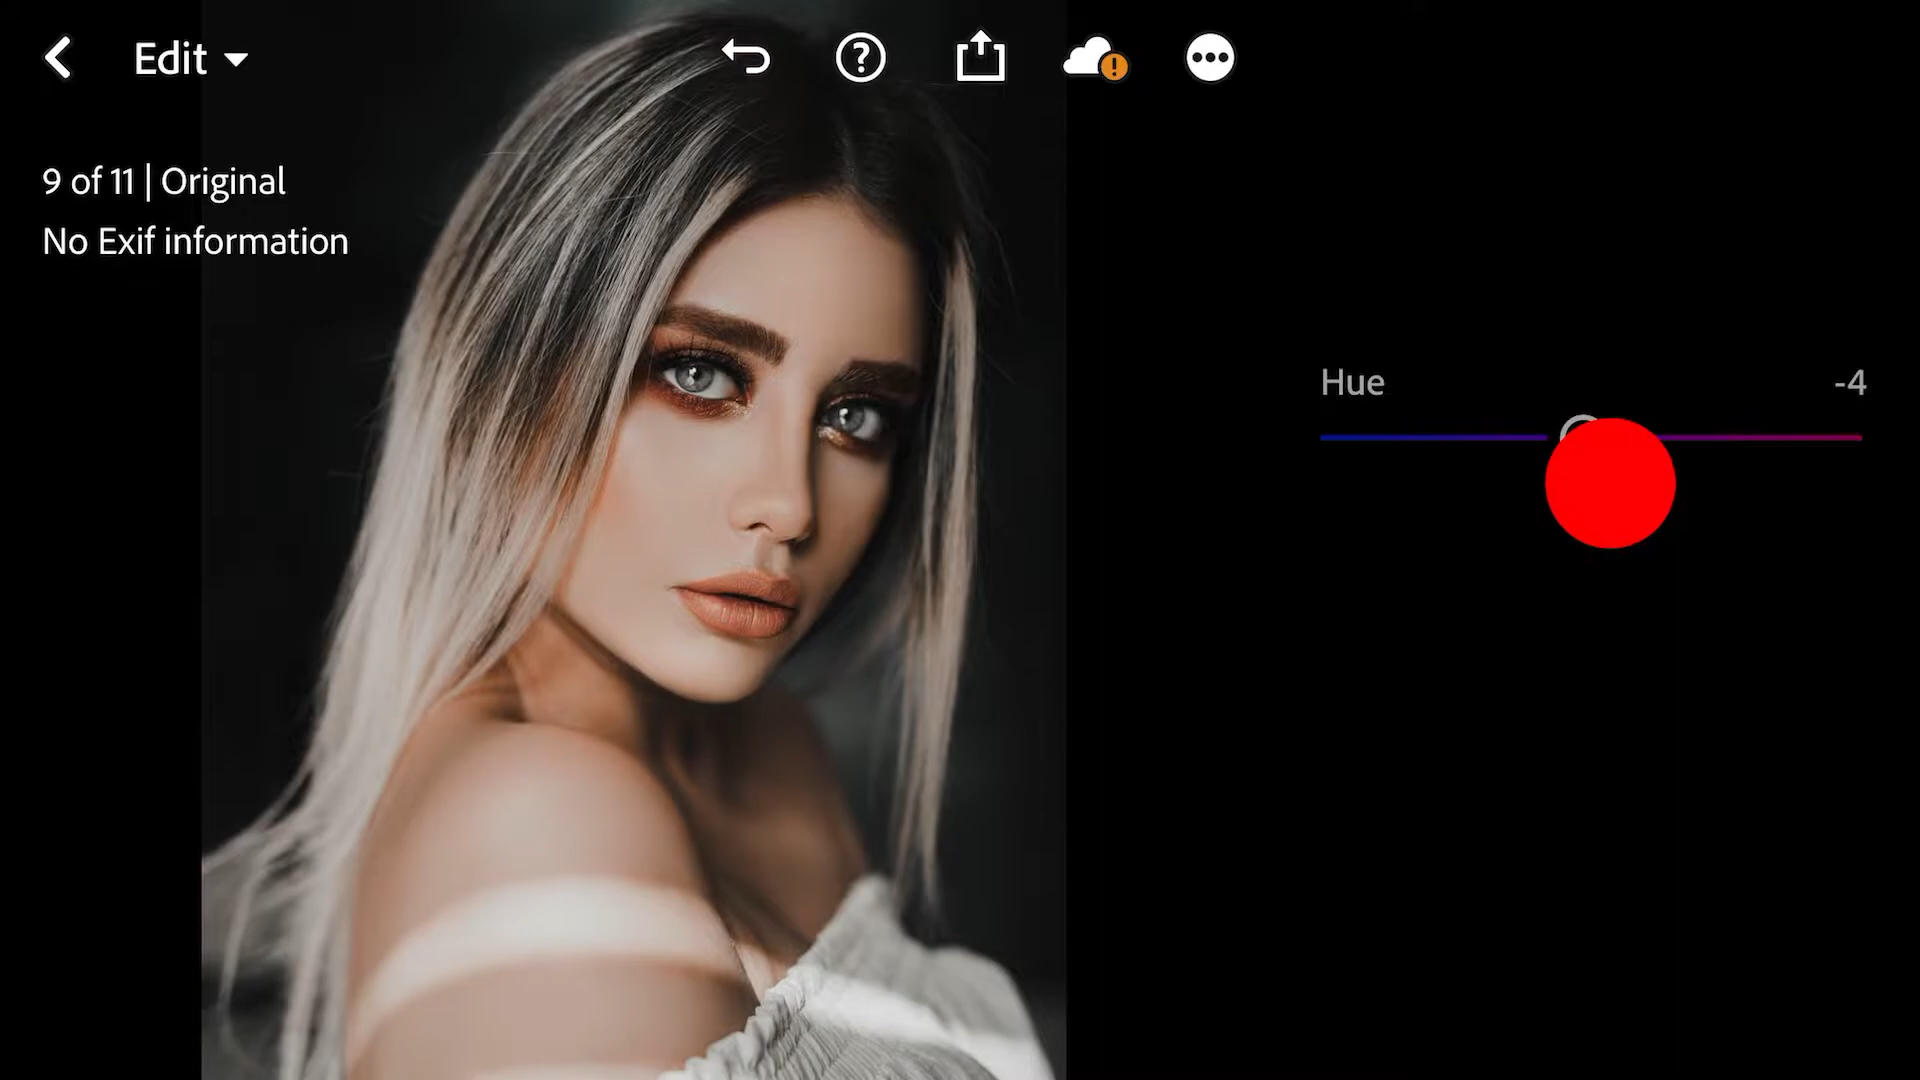 Edit
9 of 11 | Original
No Exif information
Hue -4